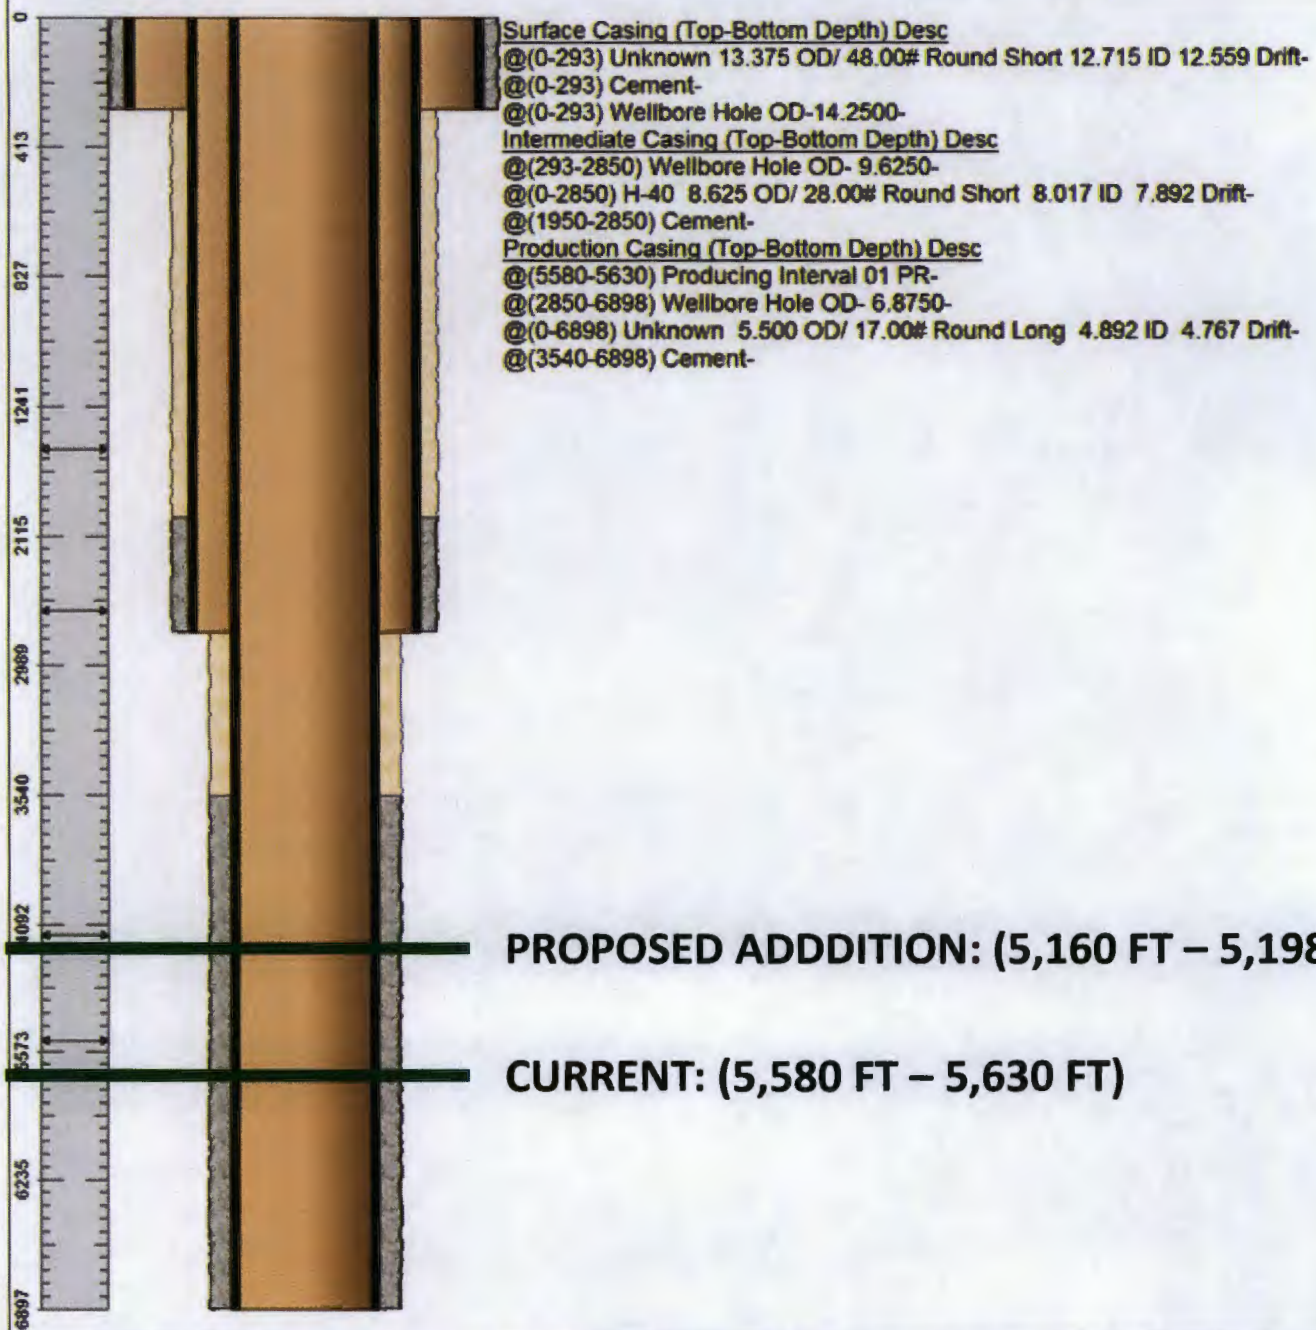 Surface Casing (Top-Bottom Depth) Desc
@(0-293) Unknown 13.375 OD/ 48.00# Round Short 12.715 ID 12.559 Drift-
@(0-293) Cement-
@(0-293) Wellbore Hole OD-14.2500-
Intermediate Casing (Top-Bottom Depth) Desc
@(293-2850) Wellbore Hole OD- 9.6250-
@(0-2850) H-40 8.625 OD/ 28.00# Round Short 8.017 ID 7.892 Drift-
@(1950-2850) Cement-
Production Casing (Top-Bottom Depth) Desc
@(5580-5630) Producing Interval 01 PR-
@(2850-6898) Wellbore Hole OD- 6.8750-
@(0-6898) Unknown 5.500 OD/ 17.00# Round Long 4.892 ID 4.767 Drift-
@(3540-6898) Cement-
0
413
827
1241
2115
2989
3540
4092
PROPOSED ADDDITION: (5,160 FT – 5,198
5573
CURRENT: (5,580 FT – 5,630 FT)
6235
6897